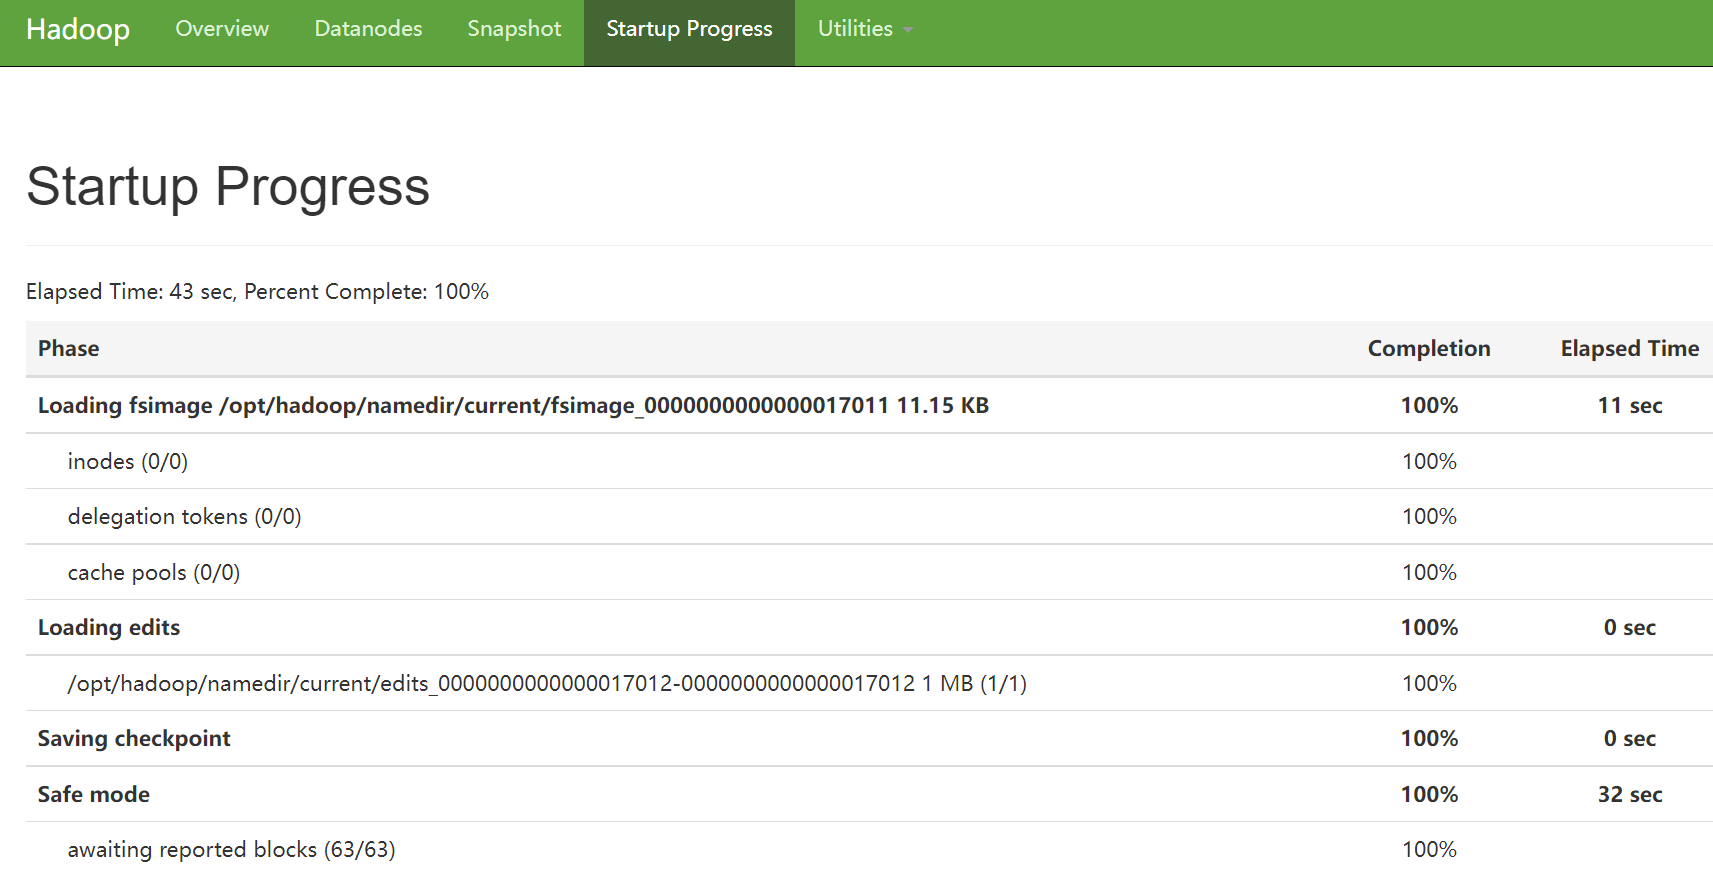 Hadoop Overview Datanodes Snapshot Startup Progress Utilities
Startup Progress
Elapsed Time: 43 sec, Percent Complete: 100%
Phase Completion Elapsed Time
Loading fsimage /opt/hadoop/namedir/current/fsimage_0000000000000017011 11.15 KB 100% 11 sec
inodes (0/0) 100%
delegation tokens (0/0) 100%
cache pools (0/0) 100%
Loading edits 100% 0 sec
/opt/hadoop/namedir/current/edits_0000000000000017012-0000000000000017012 1 MB (1/1) 100%
Saving checkpoint 100% 0 sec
Safe mode 100% 32 sec
awaiting reported blocks (63/63) 100%